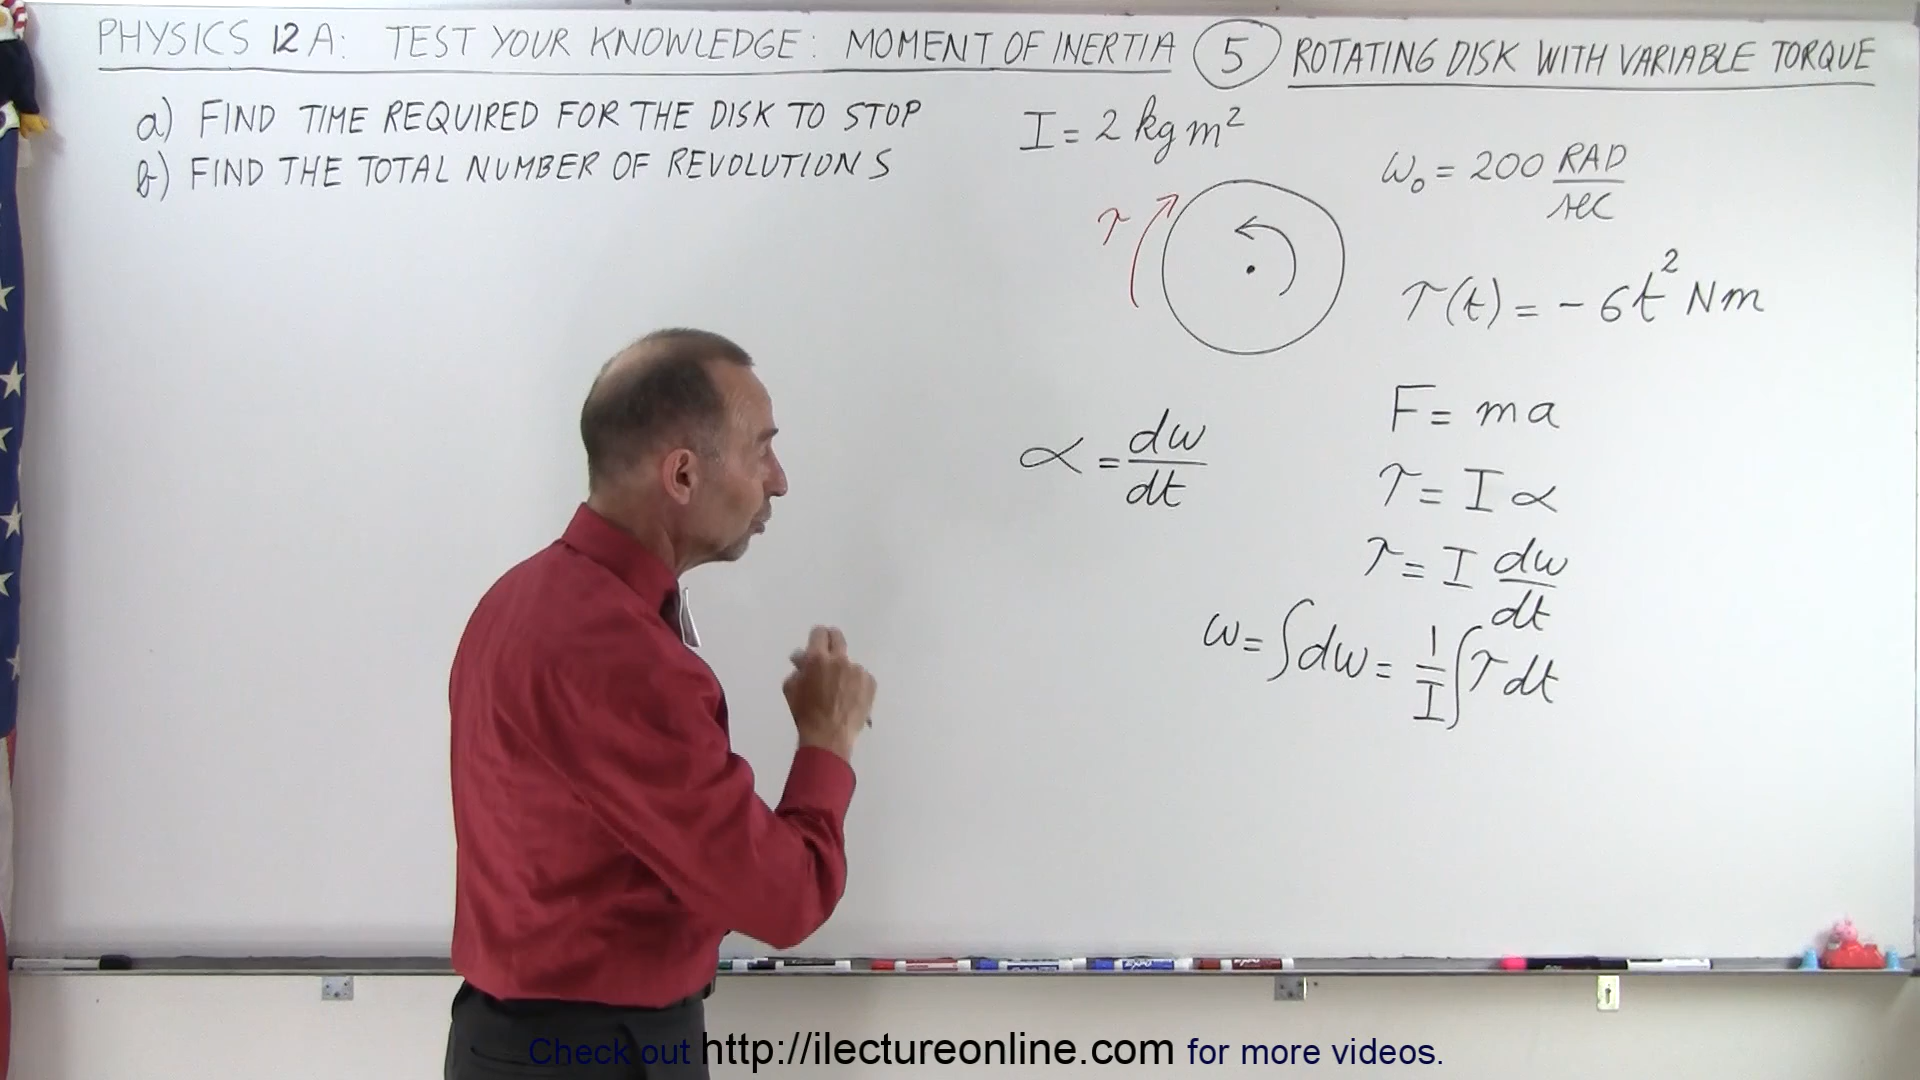 PHYSICS 12A: TEST YOUR KNOWLEDGE: MOMENT OF INERTIA 5 ROTATING DISK WITH VARIABLE TORQUE
a) FIND TIME REQUIRED FOR THE DISK TO STOP
b) FIND THE TOTAL NUMBER OF REVOLUTIONS
I = 2 kg m²
ω₀ = 200 RAD/sec
τ
τ(t) = - 6t² Nm
F = ma
α = dω/dt
τ = I α
τ = I dω/dt
ω = ∫dω = 1/I ∫τ dt
Check out http://ilectureonline.com for more videos.